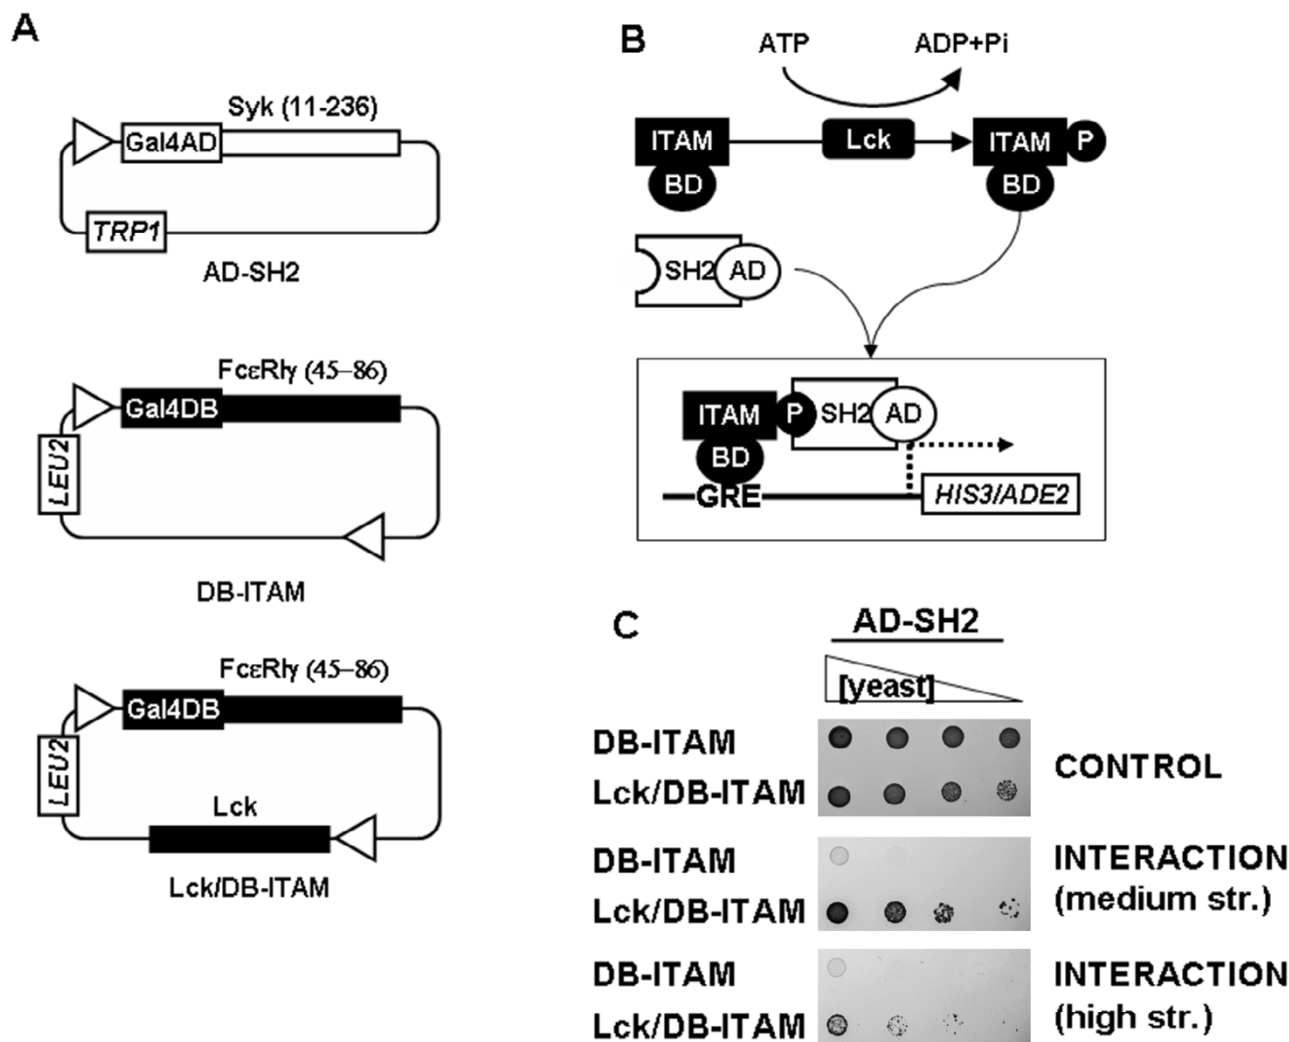 A
Syk (11-236)
Gal4AD
TRP1
AD-SH2
FcεRIγ (45–86)
Gal4DB
LEU2
DB-ITAM
FcεRIγ (45–86)
Gal4DB
LEU2
Lck
Lck/DB-ITAM
B
ATP ADP+Pi
ITAM Lck ITAM P
BD BD
SH2 AD
ITAM P SH2 AD
BD
GRE HIS3/ADE2
C
AD-SH2
[yeast]
DB-ITAM
Lck/DB-ITAM
CONTROL
DB-ITAM
Lck/DB-ITAM
INTERACTION
(medium str.)
DB-ITAM
Lck/DB-ITAM
INTERACTION
(high str.)